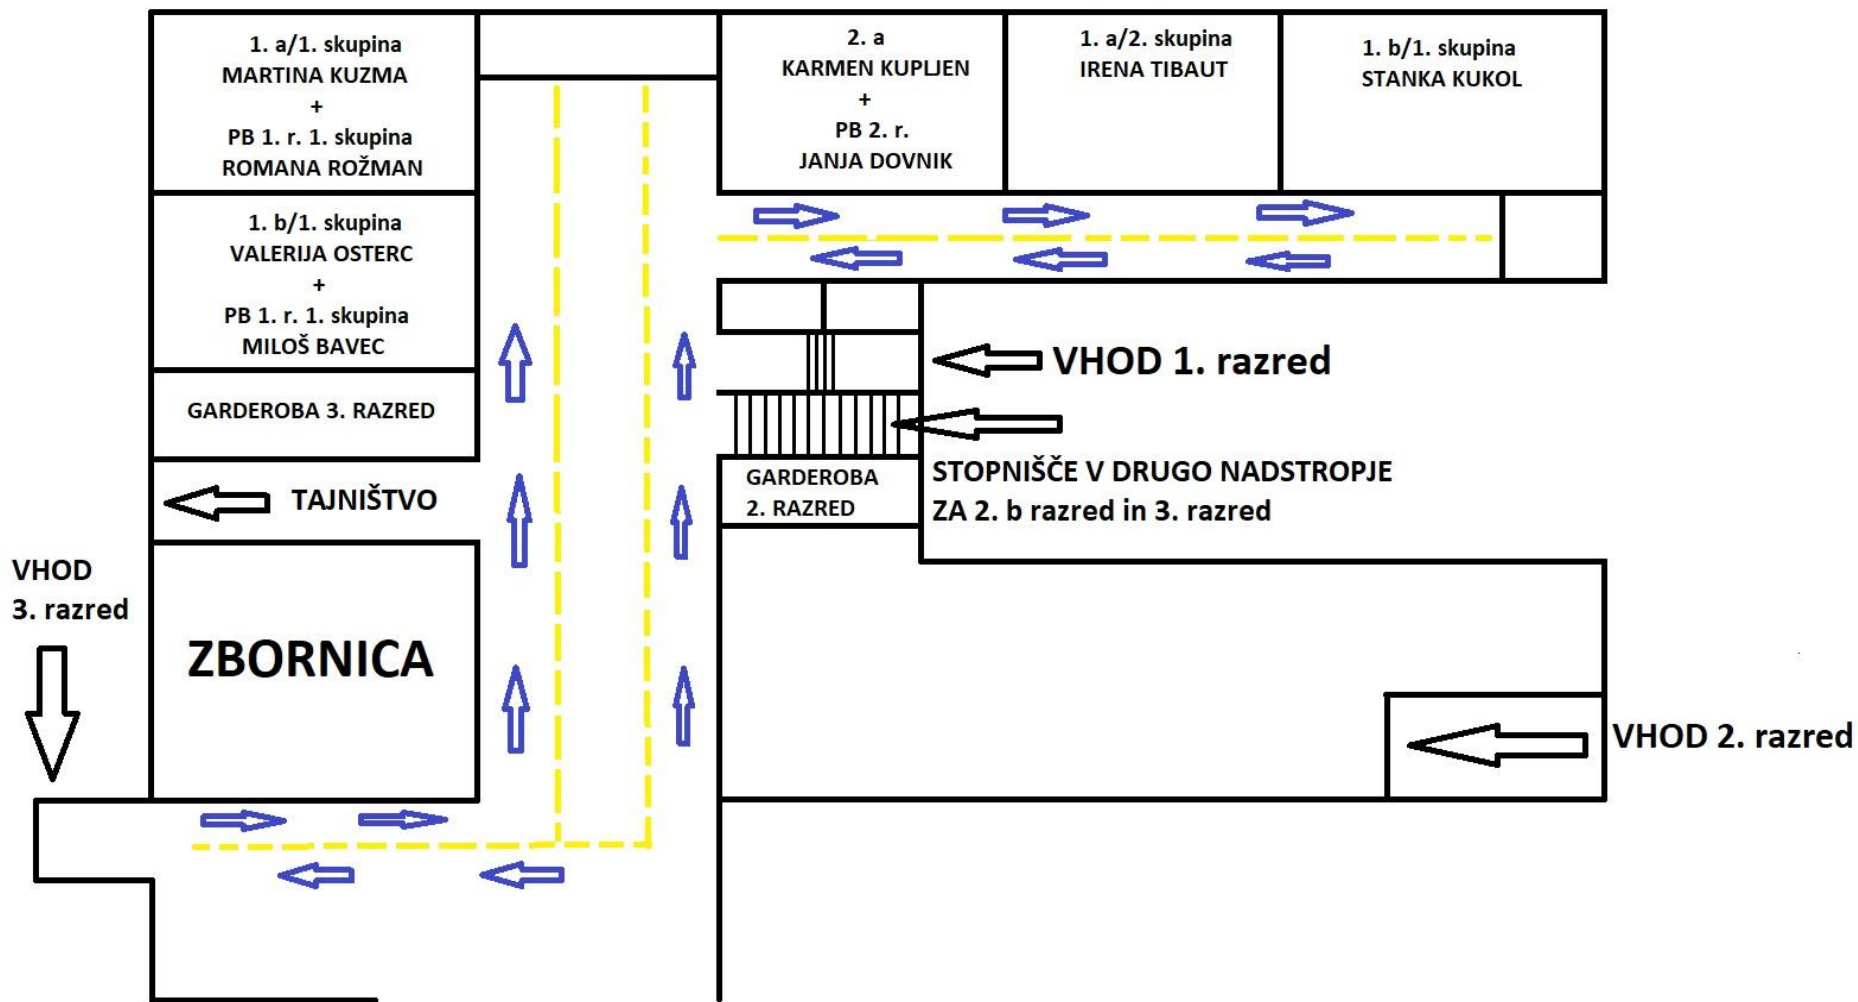 1. a/1. skupina
MARTINA KUZMA
+
PB 1. r. 1. skupina
ROMANA ROŽMAN
2. a
KARMEN KUPLJEN
+
PB 2. r.
JANJA DOVNIK
1. a/2. skupina
IRENA TIBAUT
1. b/1. skupina
STANKA KUKOL
1. b/1. skupina
VALERIJA OSTERC
+
PB 1. r. 1. skupina
MILOŠ BAVEC
VHOD 1. razred
GARDEROBA 3. RAZRED
STOPNIŠČE V DRUGO NADSTROPJE
ZA 2. b razred in 3. razred
GARDEROBA
2. RAZRED
TAJNIŠTVO
VHOD
3. razred
ZBORNICA
VHOD 2. razred